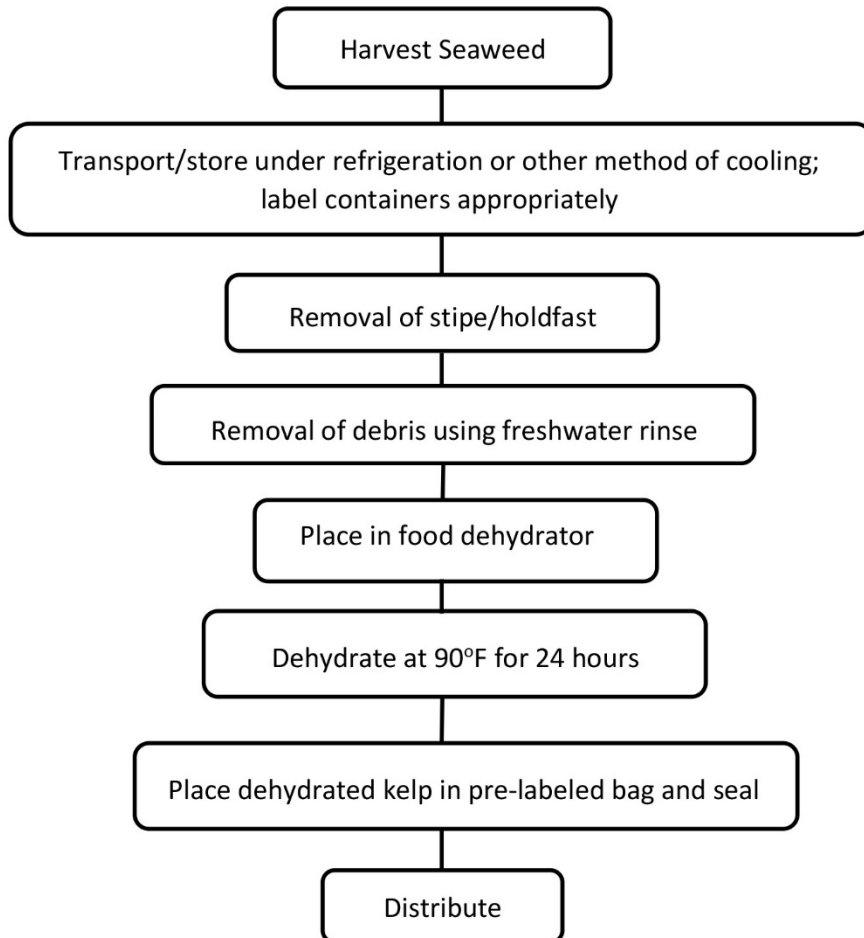 Harvest Seaweed
Transport/store under refrigeration or other method of cooling;
label containers appropriately
Removal of stipe/holdfast
Removal of debris using freshwater rinse
Place in food dehydrator
Dehydrate at 90°F for 24 hours
Place dehydrated kelp in pre-labeled bag and seal
Distribute